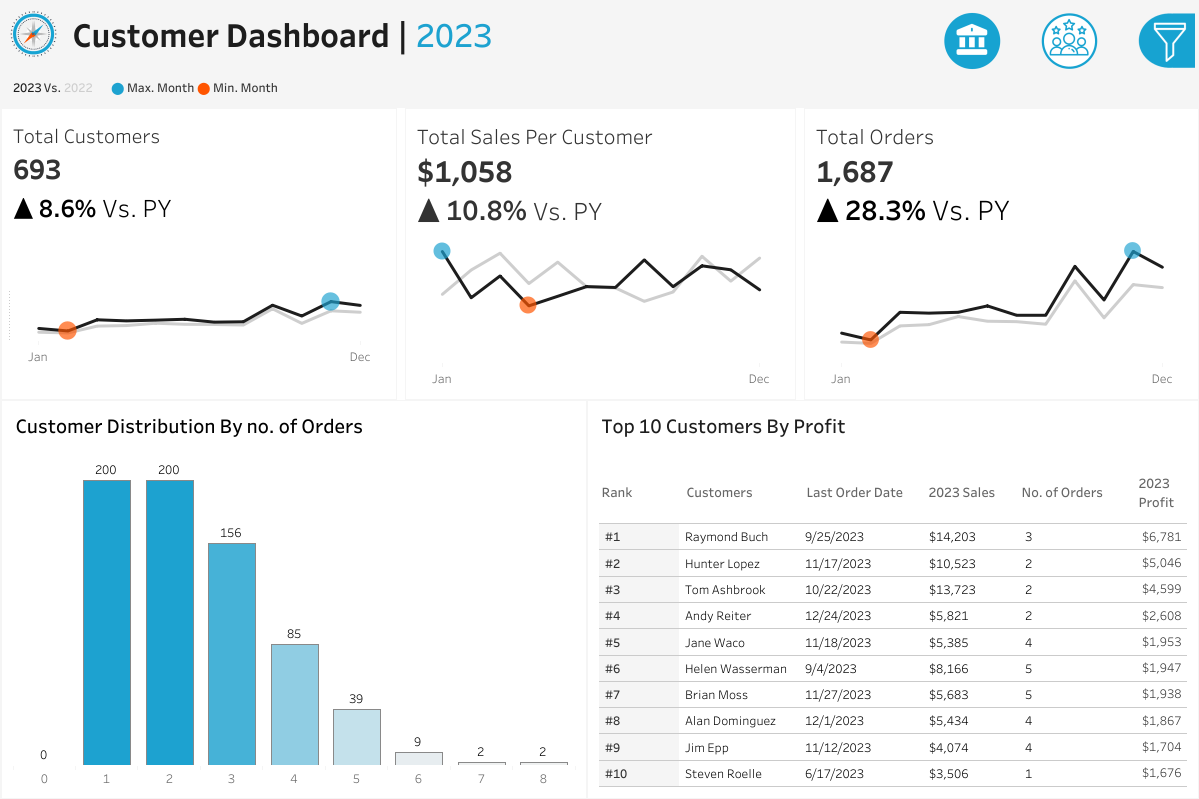 Customer Dashboard | 2023
2023 Vs. 2022 Max. Month Min. Month
Total Customers
693
▲ 8.6% Vs. PY
Jan Dec
Total Sales Per Customer
$1,058
▲ 10.8% Vs. PY
Jan Dec
Total Orders
1,687
▲ 28.3% Vs. PY
Jan Dec
Customer Distribution By no. of Orders
0 200 200 156 85 39 9 2 2
0 1 2 3 4 5 6 7 8
Top 10 Customers By Profit
Rank Customers Last Order Date 2023 Sales No. of Orders 2023 Profit
#1 Raymond Buch 9/25/2023 $14,203 3 $6,781
#2 Hunter Lopez 11/17/2023 $10,523 2 $5,046
#3 Tom Ashbrook 10/22/2023 $13,723 2 $4,599
#4 Andy Reiter 12/24/2023 $5,821 2 $2,608
#5 Jane Waco 11/18/2023 $5,385 4 $1,953
#6 Helen Wasserman 9/4/2023 $8,166 5 $1,947
#7 Brian Moss 11/27/2023 $5,683 5 $1,938
#8 Alan Dominguez 12/1/2023 $5,434 4 $1,867
#9 Jim Epp 11/12/2023 $4,074 4 $1,704
#10 Steven Roelle 6/17/2023 $3,506 1 $1,676